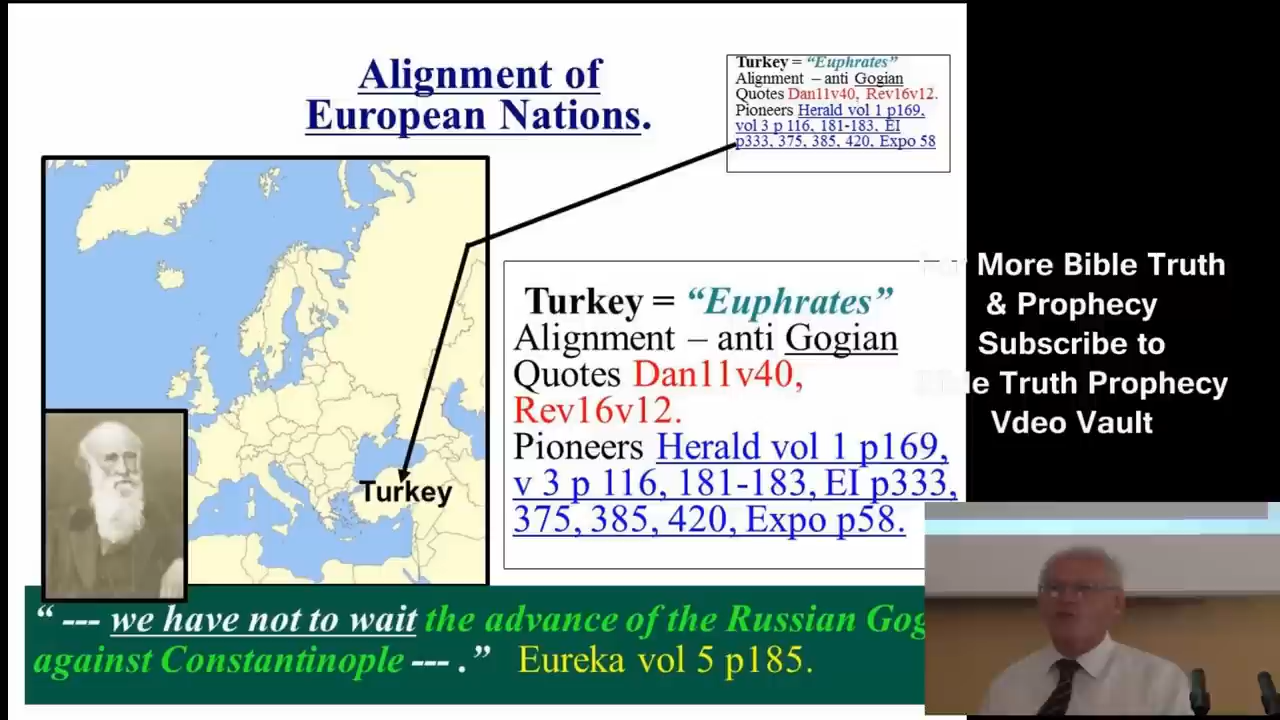 Alignment of
European Nations.
Turkey = “Euphrates”
Alignment – anti Gogian
Quotes Dan11v40, Rev16v12.
Pioneers Herald vol 1 p169,
vol 3 p 116, 181-183, EI
p333, 375, 385, 420, Expo 58
Turkey
Turkey = “Euphrates”
Alignment – anti Gogian
Quotes Dan11v40,
Rev16v12.
Pioneers Herald vol 1 p169,
v 3 p 116, 181-183, EI p333,
375, 385, 420, Expo p58.
“ --- we have not to wait the advance of the Russian Gog
against Constantinople --- .” Eureka vol 5 p185.
More Bible Truth
& Prophecy
Subscribe to
Truth Prophecy
Vdeo Vault